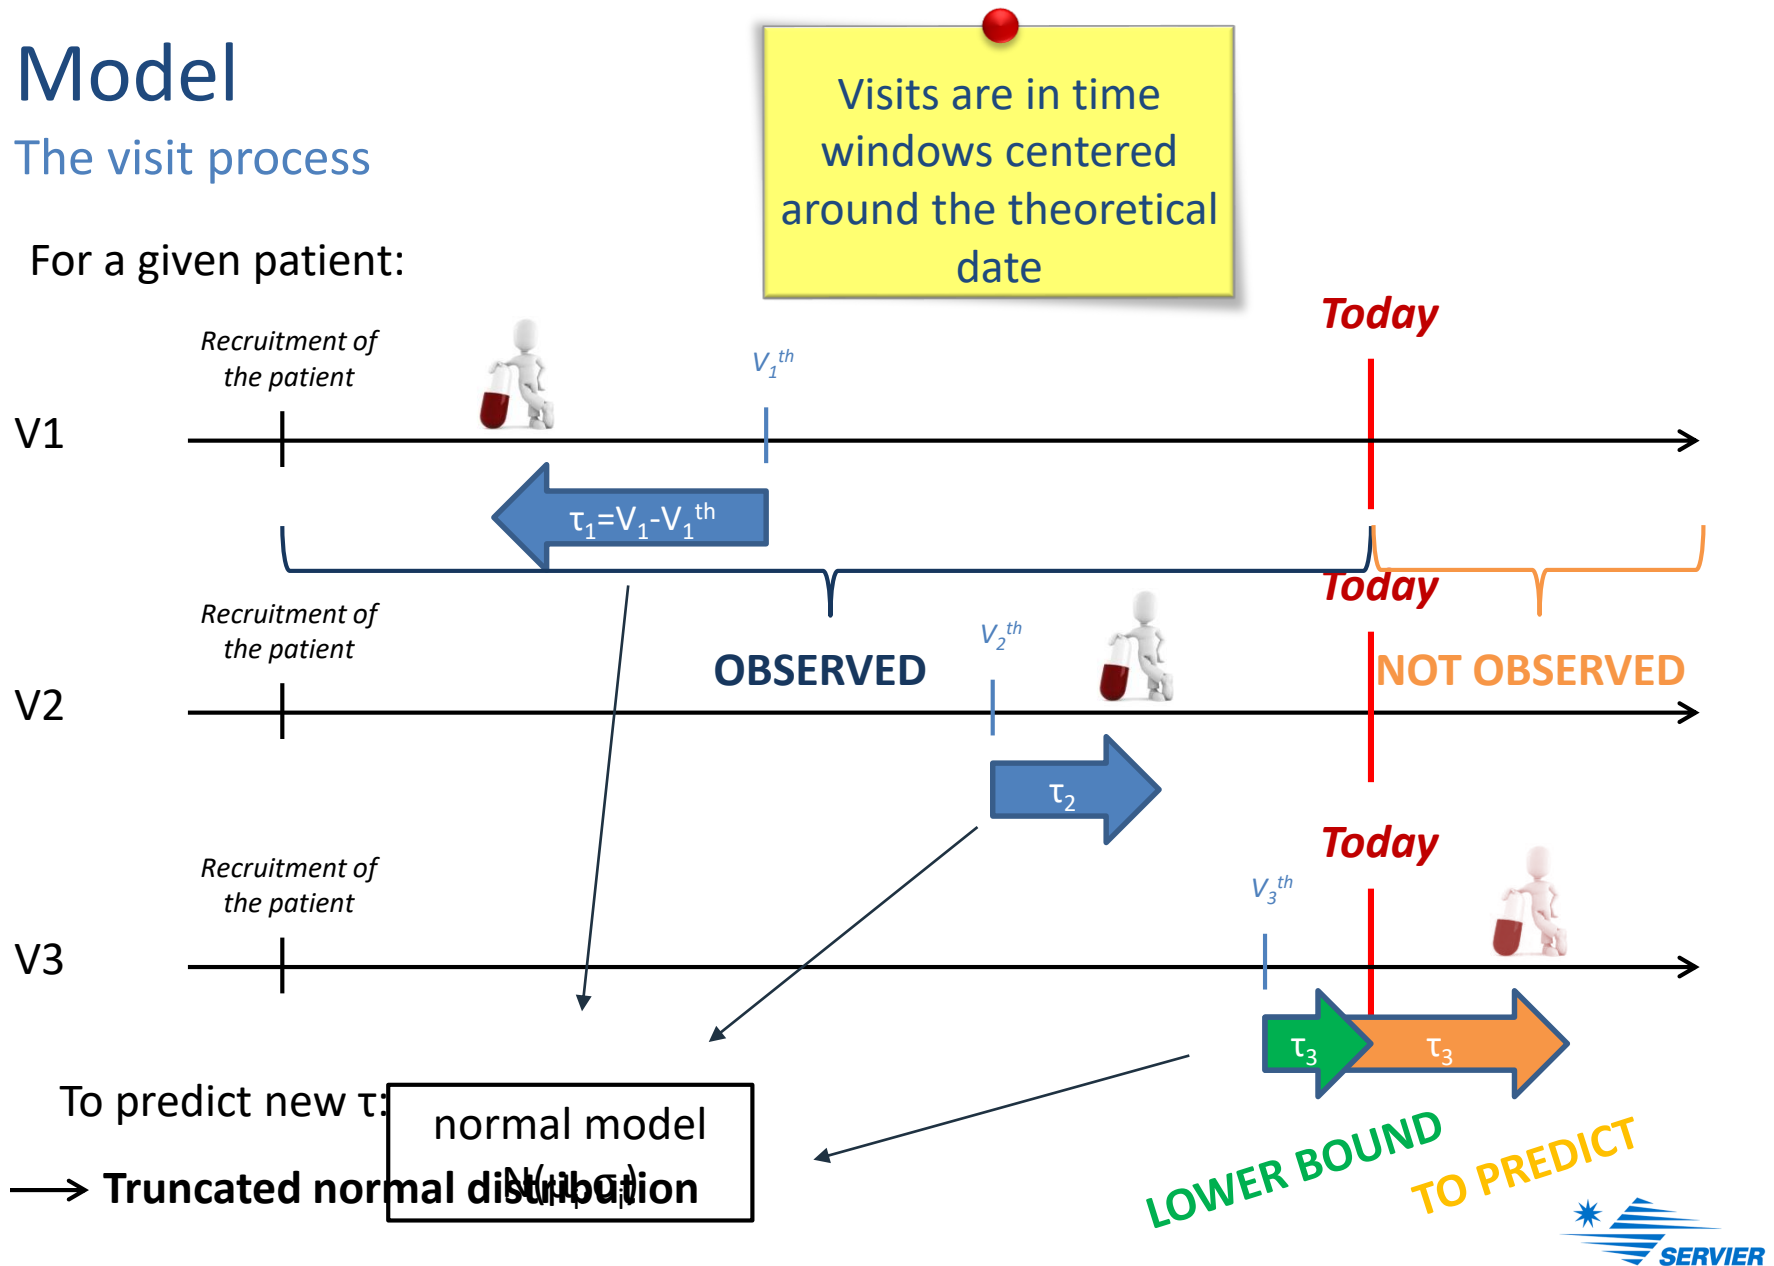 Model
The visit process
Visits are in time
windows centered
around the theoretical
date
For a given patient:
Today
Recruitment of
the patient
V₁ᵗʰ
V1
τ₁=V₁-V₁ᵗʰ
Today
Recruitment of
the patient
V₂ᵗʰ
OBSERVED
NOT OBSERVED
V2
τ₂
Today
Recruitment of
the patient
V₃ᵗʰ
V3
τ₃
τ₃
To predict new τ:
normal model
Truncated normal distribution
LOWER BOUND
TO PREDICT
SERVIER